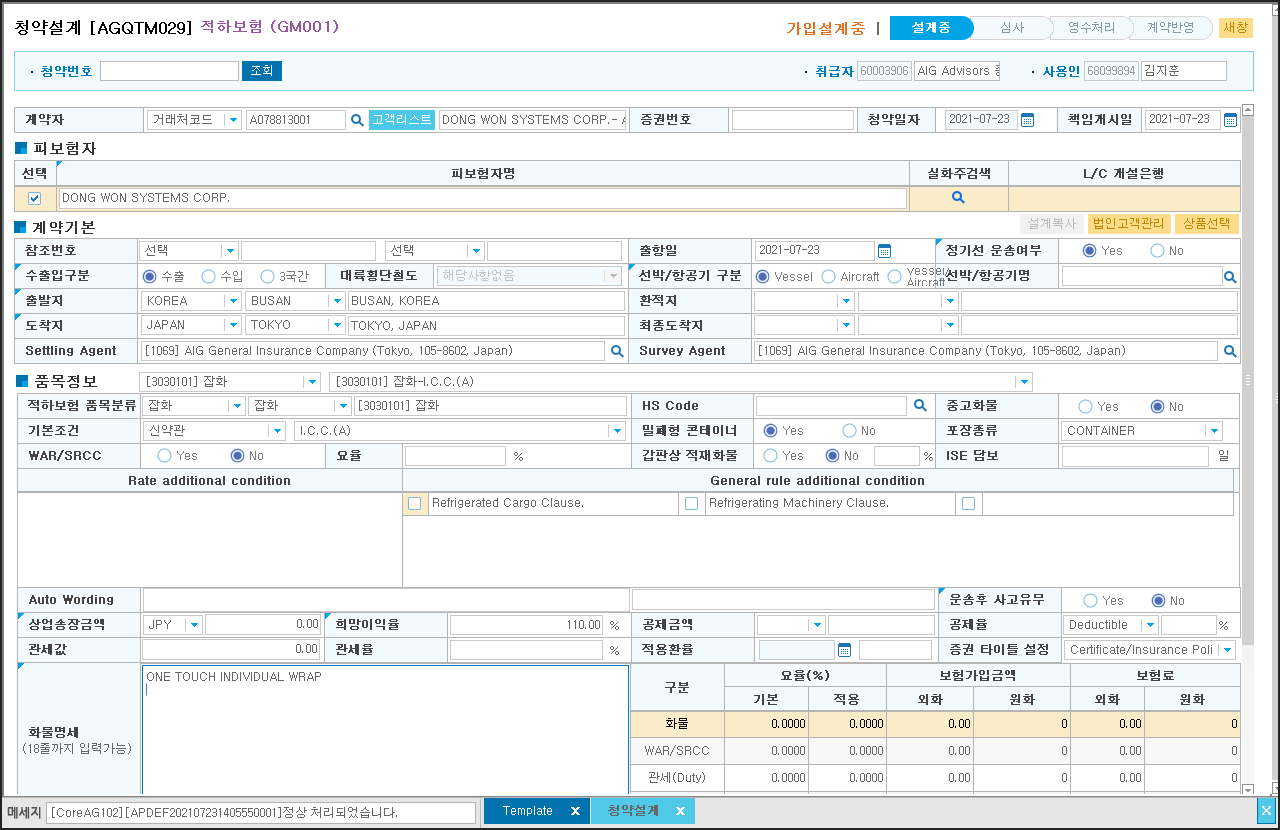 청약설계 [AGQTM029] 적하보험 (GM001) 가입설계중 | 설계중 심사 영수처리 계약반영 새창
· 청약번호 조회 · 취급자 60003906 AIG Advisors · 사용인 68099894 김지훈
계약자 거래처코드 A078813001 고객리스트 DONG WON SYSTEMS CORP.- 증권번호 청약일자 2021-07-23 책임개시일 2021-07-23
피보험자
선택 피보험자명 실화주검색 L/C 개설은행
DONG WON SYSTEMS CORP.
계약기본 설계복사 법인고객관리 상품선택
참조번호 선택 선택 출항일 2021-07-23 정기선 운송여부 Yes No
수출입구분 수출 수입 3국간 대륙횡단철도 해당사항없음 선박/항공기 구분 Vessel Aircraft Vessel/Aircraft 선박/항공기명
출발지 KOREA BUSAN BUSAN, KOREA 환적지
도착지 JAPAN TOKYO TOKYO, JAPAN 최종도착지
Settling Agent [1069] AIG General Insurance Company (Tokyo, 105-8602, Japan) Survey Agent [1069] AIG General Insurance Company (Tokyo, 105-8602, Japan)
품목정보 [3030101] 잡화 [3030101] 잡화-I.C.C.(A)
적하보험 품목분류 잡화 잡화 [3030101] 잡화 HS Code 중고화물 Yes No
기본조건 신약관 I.C.C.(A) 밀폐형 콘테이너 Yes No 포장종류 CONTAINER
WAR/SRCC Yes No 요율 % 갑판상 적재화물 Yes No % ISE 담보 일
Rate additional condition General rule additional condition
Refrigerated Cargo Clause. Refrigerating Machinery Clause.
Auto Wording 운송후 사고유무 Yes No
상업송장금액 JPY 0.00 희망이익율 110.00 % 공제금액 공제율 Deductible %
관세값 0.00 관세율 % 적용환율 증권 타이틀 설정 Certificate/Insurance Poli
화물명세
(18줄까지 입력가능)
ONE TOUCH INDIVIDUAL WRAP
구분 요율(%) 보험가입금액 보험료
기본 적용 외화 원화 외화 원화
화물 0.0000 0.0000 0.00 0 0.00 0
WAR/SRCC 0.0000 0.0000 0.00 0 0.00 0
관세(Duty) 0.0000 0.0000 0.00 0 0.00 0
메세지 [CoreAG102][APDEF202107231405550001]정상 처리되었습니다. Template X 청약설계 X X